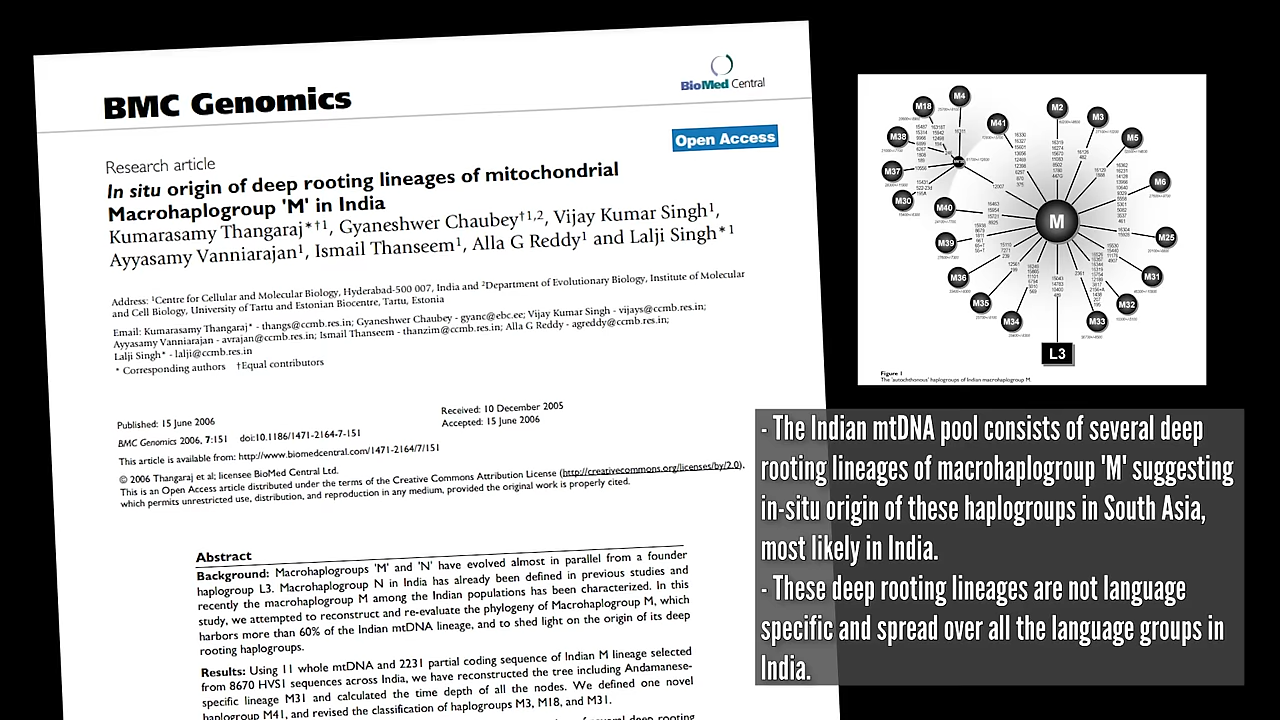 BMC Genomics
BioMed Central
Open Access
Research article
In situ origin of deep rooting lineages of mitochondrial
Macrohaplogroup 'M' in India
Kumarasamy Thangaraj*†1, Gyaneshwer Chaubey†1,2, Vijay Kumar Singh1,
Ayyasamy Vanniarajan1, Ismail Thanseem1, Alla G Reddy1 and Lalji Singh*1
Address: 1Centre for Cellular and Molecular Biology, Hyderabad-500 007, India and 2Department of Evolutionary Biology, Institute of Molecular
and Cell Biology, University of Tartu and Estonian Biocentre, Tartu, Estonia
Email: Kumarasamy Thangaraj* - thangs@ccmb.res.in; Gyaneshwer Chaubey - gyanc@ebc.ee; Vijay Kumar Singh - vijays@ccmb.res.in;
Ayyasamy Vanniarajan - avrajan@ccmb.res.in; Ismail Thanseem - thanzim@ccmb.res.in; Alla G Reddy - agreddy@ccmb.res.in;
Lalji Singh* - lalji@ccmb.res.in
* Corresponding authors †Equal contributors
Published: 15 June 2006
Received: 10 December 2005
Accepted: 15 June 2006
BMC Genomics 2006, 7:151 doi:10.1186/1471-2164-7-151
This article is available from: http://www.biomedcentral.com/1471-2164/7/151
© 2006 Thangaraj et al; licensee BioMed Central Ltd.
This is an Open Access article distributed under the terms of the Creative Commons Attribution License (http://creativecommons.org/licenses/by/2.0),
which permits unrestricted use, distribution, and reproduction in any medium, provided the original work is properly cited.
Abstract
Background: Macrohaplogroups 'M' and 'N' have evolved almost in parallel from a founder
haplogroup L3. Macrohaplogroup N in India has already been defined in previous studies and
recently the macrohaplogroup M among the Indian populations has been characterized. In this
study, we attempted to reconstruct and re-evaluate the phylogeny of Macrohaplogroup M, which
harbors more than 60% of the Indian mtDNA lineage, and to shed light on the origin of its deep
rooting haplogroups.
Results: Using 11 whole mtDNA and 2231 partial coding sequence of Indian M lineage selected
from 8670 HVS1 sequences across India, we have reconstructed the tree including Andamanese-
specific lineage M31 and calculated the time depth of all the nodes. We defined one novel
haplogroup M41, and revised the classification of haplogroups M3, M18, and M31.
M4
M18
M38
M37
M30
M41
M2
M3
M5
M6
M25
M31
M32
M33
M34
M35
M36
M39
M40
M
L3
Figure 1
The 'autochthonous' haplogroups of Indian macrohaplogroup M.
- The Indian mtDNA pool consists of several deep
rooting lineages of macrohaplogroup 'M' suggesting
in-situ origin of these haplogroups in South Asia,
most likely in India.
- These deep rooting lineages are not language
specific and spread over all the language groups in
India.